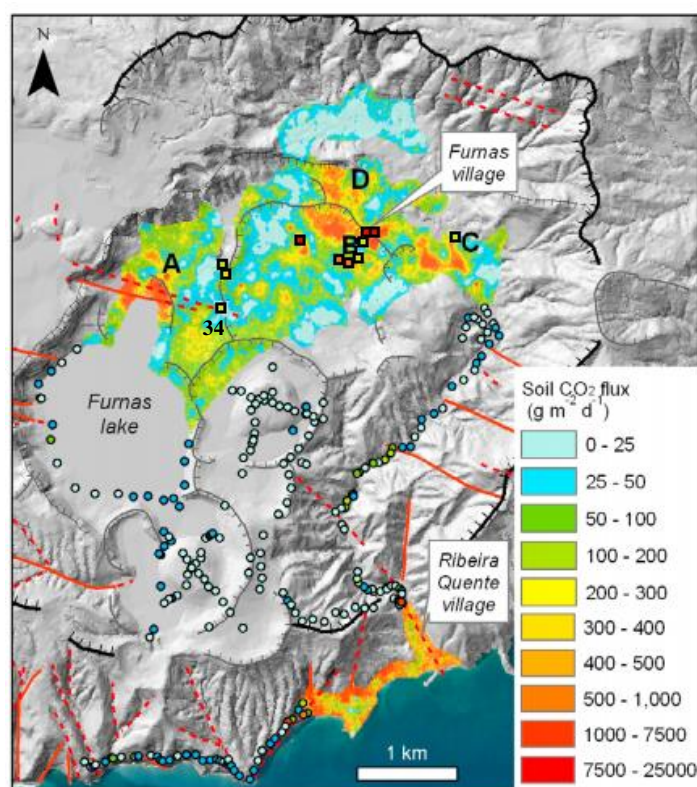 N
D
Furnas
village
A
B
C
34
Furnas
lake
Soil CO₂ flux
(g m⁻² d⁻¹)
0 - 25
25 - 50
50 - 100
100 - 200
200 - 300
300 - 400
400 - 500
500 - 1,000
1000 - 7500
7500 - 25000
Ribeira
Quente
village
1 km